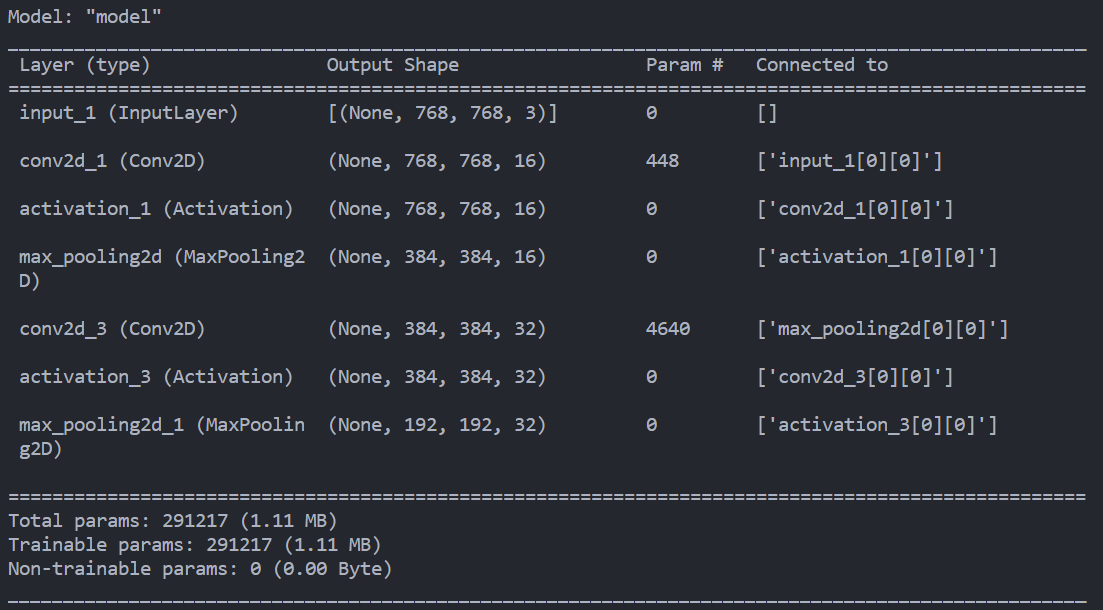 Model: "model"
Layer (type) Output Shape Param # Connected to
input_1 (InputLayer) [(None, 768, 768, 3)] 0 []
conv2d_1 (Conv2D) (None, 768, 768, 16) 448 ['input_1[0][0]']
activation_1 (Activation) (None, 768, 768, 16) 0 ['conv2d_1[0][0]']
max_pooling2d (MaxPooling2 (None, 384, 384, 16) 0 ['activation_1[0][0]']
D)
conv2d_3 (Conv2D) (None, 384, 384, 32) 4640 ['max_pooling2d[0][0]']
activation_3 (Activation) (None, 384, 384, 32) 0 ['conv2d_3[0][0]']
max_pooling2d_1 (MaxPoolin (None, 192, 192, 32) 0 ['activation_3[0][0]']
g2D)
Total params: 291217 (1.11 MB)
Trainable params: 291217 (1.11 MB)
Non-trainable params: 0 (0.00 Byte)